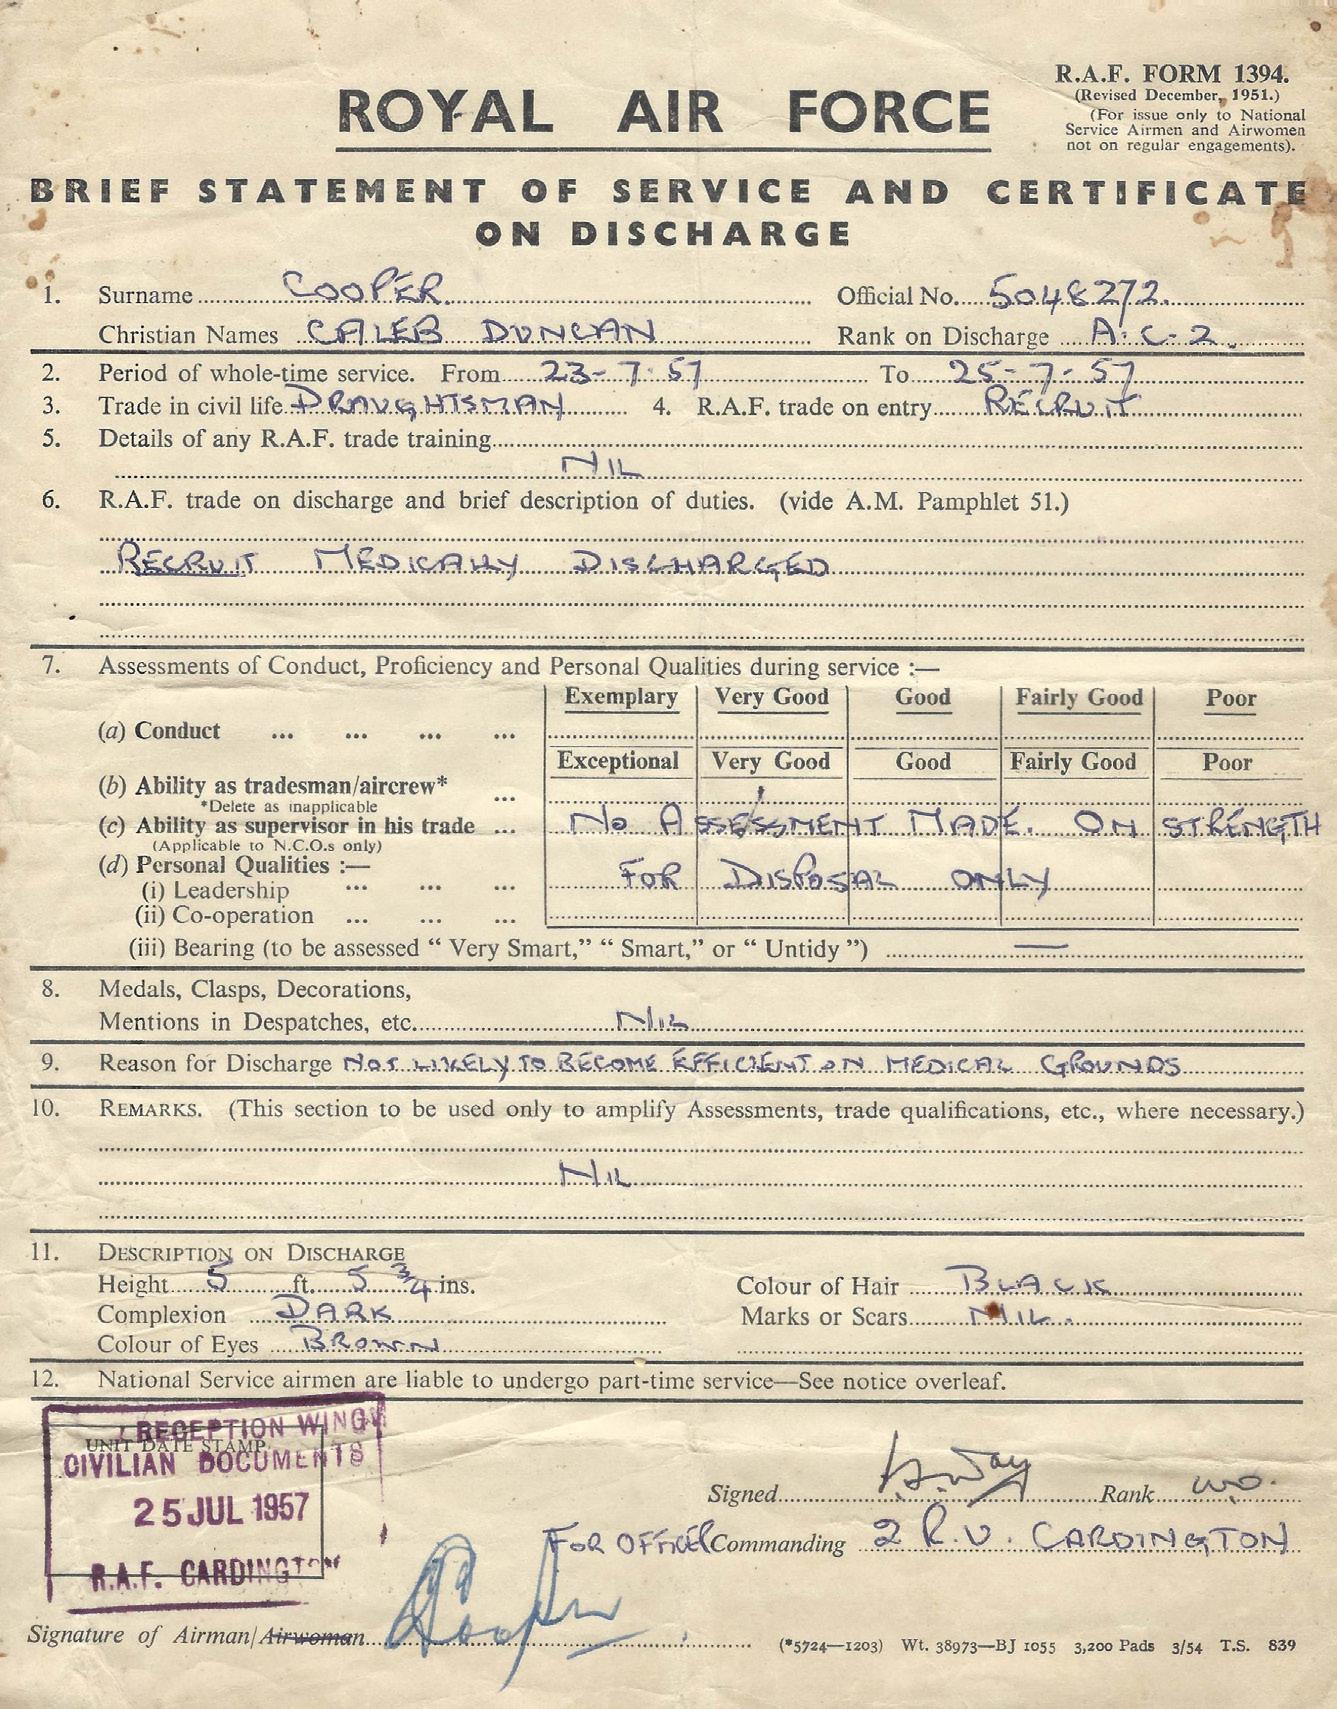 R.A.F. FORM 1394.
(Revised December, 1951.)
(For issue only to National
Service Airmen and Airwomen
not on regular engagements).
ROYAL AIR FORCE
BRIEF STATEMENT OF SERVICE AND CERTIFICATE
ON DISCHARGE
1. Surname COOPER Official No. 5048272.
Christian Names CALEB DUNCAN Rank on Discharge A.C-2.
2. Period of whole-time service. From 23-7-57 To 25-7-57
3. Trade in civil life DRAUGHTSMAN 4. R.A.F. trade on entry RECRUIT
5. Details of any R.A.F. trade training
NIL
6. R.A.F. trade on discharge and brief description of duties. (vide A.M. Pamphlet 51.)
RECRUIT MEDICALLY DISCHARGED
7. Assessments of Conduct, Proficiency and Personal Qualities during service :—
Exemplary Very Good Good Fairly Good Poor
(a) Conduct ... ... ... ...
Exceptional Very Good Good Fairly Good Poor
(b) Ability as tradesman/aircrew* ...
*Delete as inapplicable
(c) Ability as supervisor in his trade ... NO ASSESSMENT MADE. ON STRENGTH
(Applicable to N.C.O.s only)
(d) Personal Qualities :—
(i) Leadership ... ... ... FOR DISPOSAL ONLY
(ii) Co-operation ... ... ...
(iii) Bearing (to be assessed “ Very Smart,” “ Smart,” or “ Untidy ”) —
8. Medals, Clasps, Decorations,
Mentions in Despatches, etc. NIL
9. Reason for Discharge NOT LIKELY TO BECOME EFFICIENT ON MEDICAL GROUNDS
10. REMARKS. (This section to be used only to amplify Assessments, trade qualifications, etc., where necessary.)
NIL
11. DESCRIPTION ON DISCHARGE
Height 5 ft. 5 3/4 ins. Colour of Hair BLACK
Complexion DARK Marks or Scars NIL.
Colour of Eyes BROWN
12. National Service airmen are liable to undergo part-time service—See notice overleaf.
RECEPTION WING
UNIT DATE STAMP
CIVILIAN DOCUMENTS
25 JUL 1957
R.A.F. CARDINGTON
Signed H. Way Rank W.O.
FOR OFFICER Commanding 2 R.U. CARDINGTON
Signature of Airman/Airwoman Cooper
(*5724—1203) Wt. 38973—BJ 1055 3,200 Pads 3/54 T.S. 839